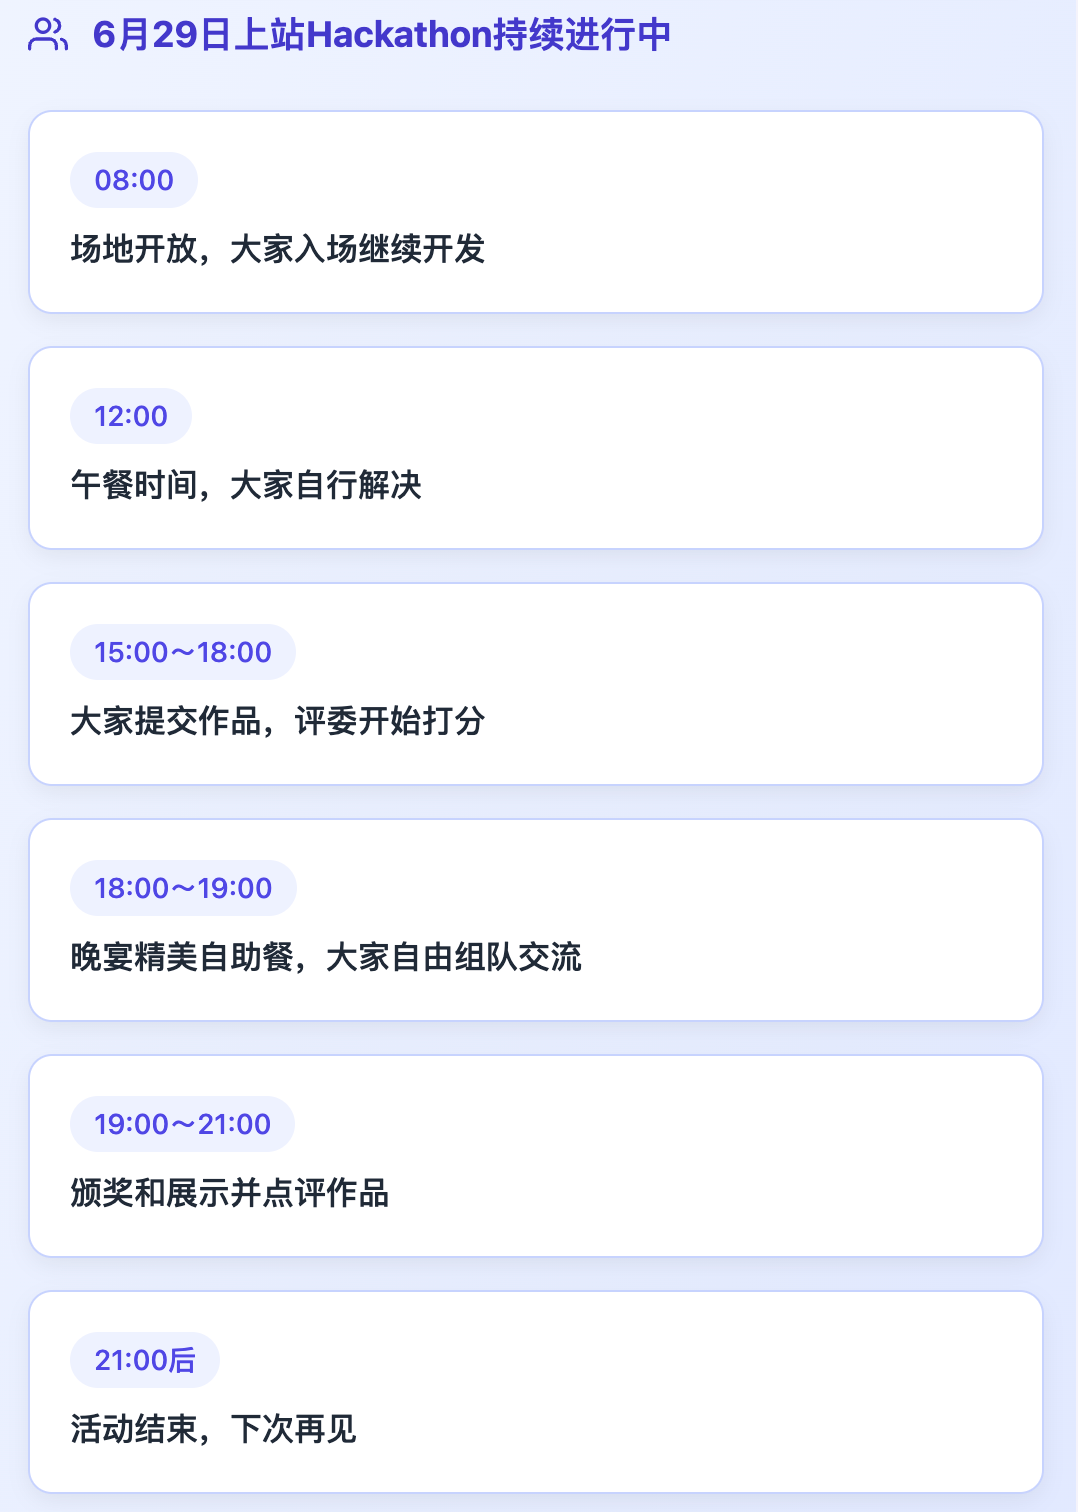 6月29日上站Hackathon持续进行中
08:00
场地开放，大家入场继续开发
12:00
午餐时间，大家自行解决
15:00～18:00
大家提交作品，评委开始打分
18:00～19:00
晚宴精美自助餐，大家自由组队交流
19:00～21:00
颁奖和展示并点评作品
21:00后
活动结束，下次再见